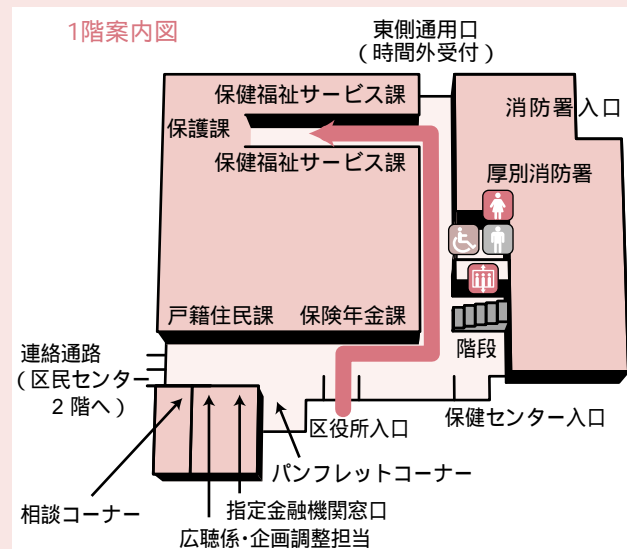 1階案内図
東側通用口
(時間外受付)
保健福祉サービス課
消防署入口
保護課
保健福祉サービス課
厚別消防署
戸籍住民課
保険年金課
階段
連絡通路
(区民センター
2階へ)
区役所入口
保健センター入口
パンフレットコーナー
相談コーナー
指定金融機関窓口
広聴係・企画調整担当